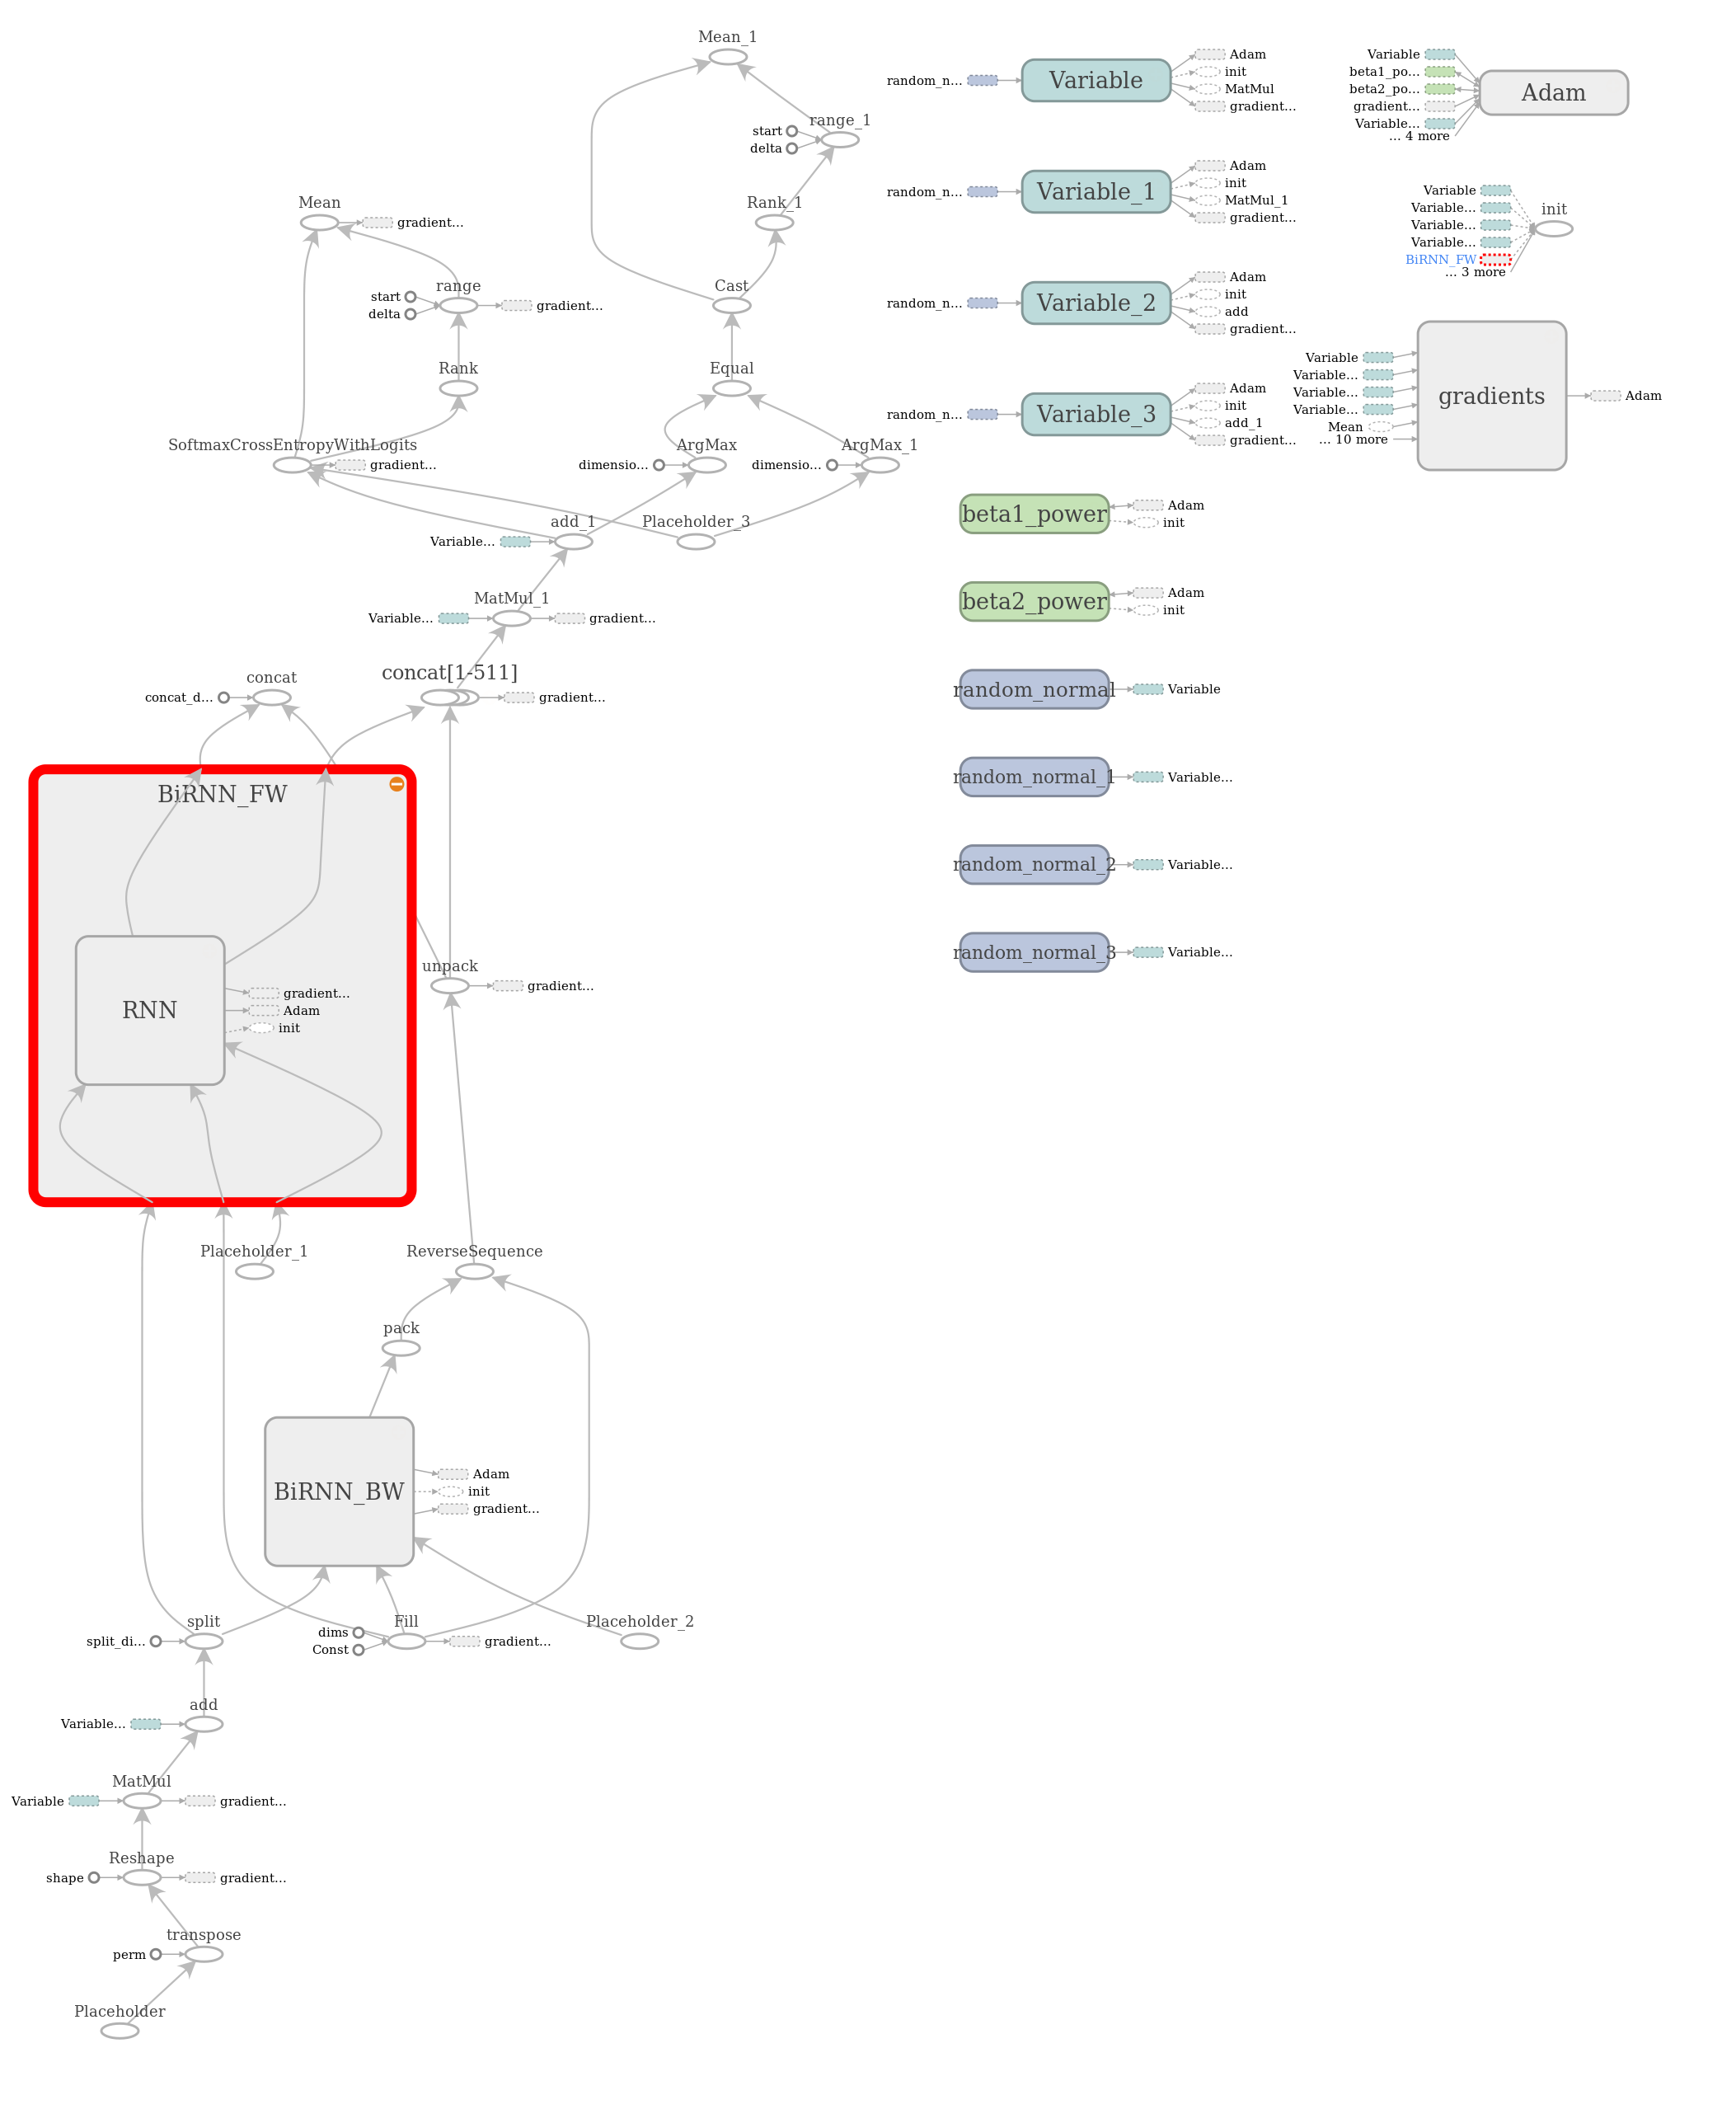 Mean_1
range_1
start
delta
Rank_1
Mean
gradient...
range
start
delta
gradient...
Cast
Rank
Equal
SoftmaxCrossEntropyWithLogits
gradient...
ArgMax
dimensio...
ArgMax_1
dimensio...
add_1
Variable...
Placeholder_3
MatMul_1
Variable...
gradient...
concat
concat_d...
concat[1-511]
gradient...
BiRNN_FW
RNN
gradient...
Adam
init
unpack
gradient...
Placeholder_1
ReverseSequence
pack
BiRNN_BW
Adam
init
gradient...
split
split_di...
Fill
dims
Const
gradient...
Placeholder_2
add
Variable...
MatMul
Variable
gradient...
Reshape
shape
gradient...
transpose
perm
Placeholder
random_n...
Variable
Adam
init
MatMul
gradient...
random_n...
Variable_1
Adam
init
MatMul_1
gradient...
random_n...
Variable_2
Adam
init
add
gradient...
random_n...
Variable_3
Adam
init
add_1
gradient...
beta1_power
Adam
init
beta2_power
Adam
init
random_normal
Variable
random_normal_1
Variable...
random_normal_2
Variable...
random_normal_3
Variable...
Variable
beta1_po...
beta2_po...
gradient...
Variable...
... 4 more
Adam
Variable
Variable...
Variable...
Variable...
BiRNN_FW
... 3 more
init
Variable
Variable...
Variable...
Variable...
Mean
... 10 more
gradients
Adam